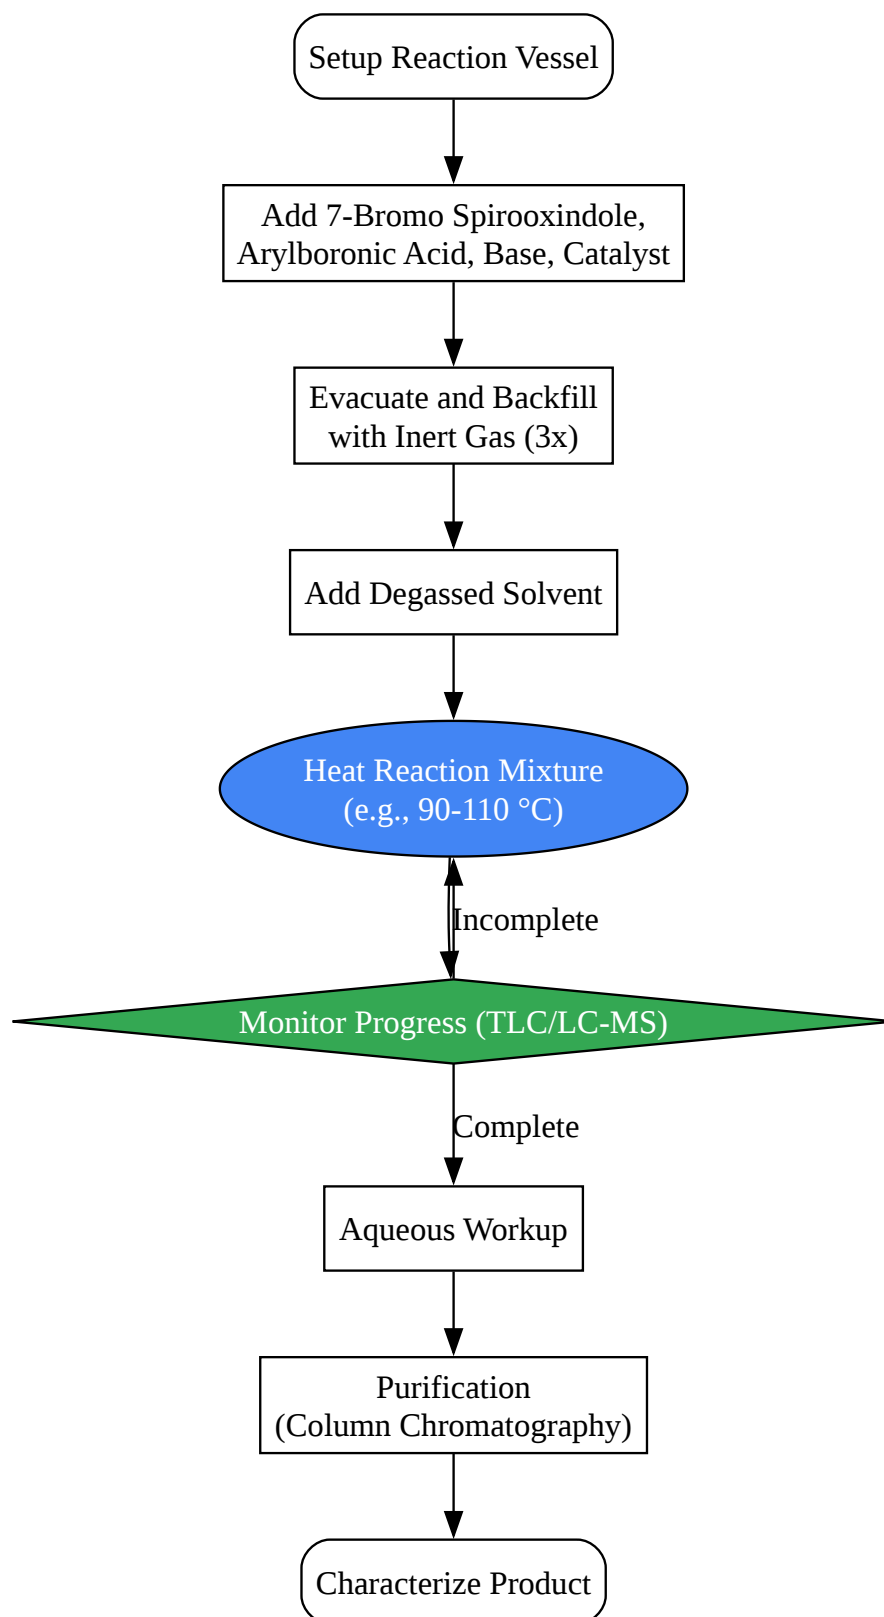 Setup Reaction Vessel
Add 7-Bromo Spirooxindole,
Arylboronic Acid, Base, Catalyst
Evacuate and Backfill
with Inert Gas (3x)
Add Degassed Solvent
Heat Reaction Mixture
(e.g., 90-110 °C)
Incomplete
Monitor Progress (TLC/LC-MS)
Complete
Aqueous Workup
Purification
(Column Chromatography)
Characterize Product